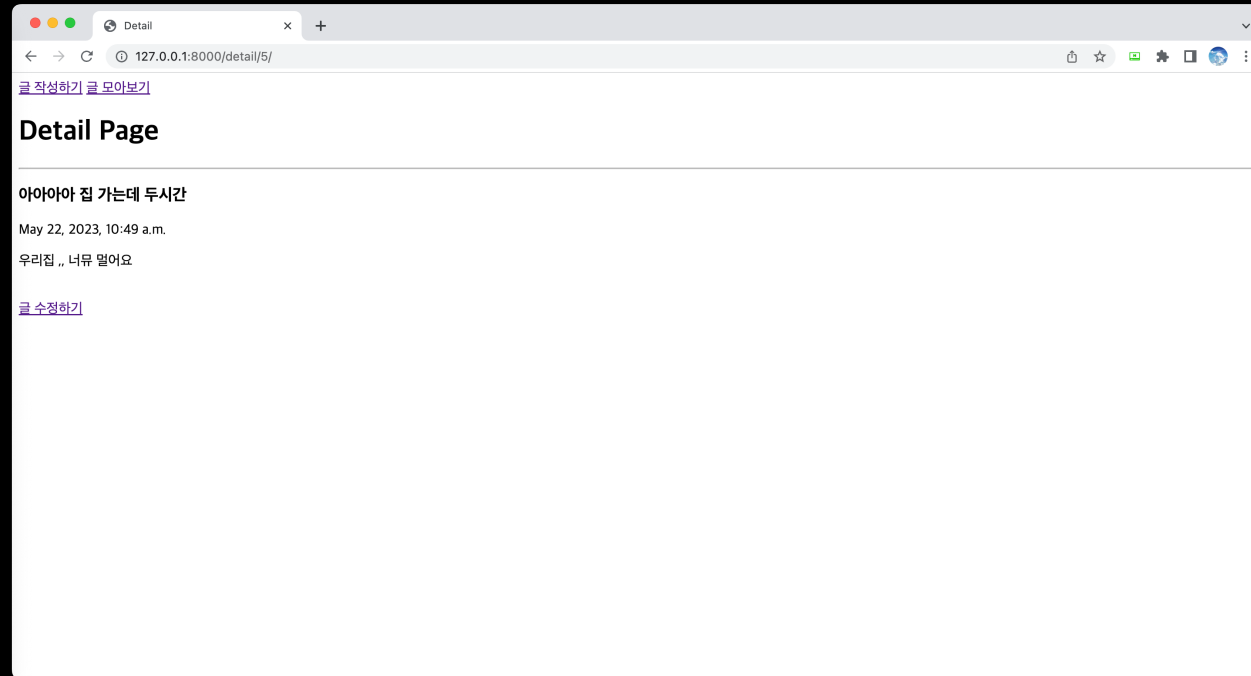 Detail
127.0.0.1:8000/detail/5/
글 작성하기 글 모아보기
Detail Page
아아아아 집 가는데 두시간
May 22, 2023, 10:49 a.m.
우리집 ,, 너뮤 멀어요
글 수정하기